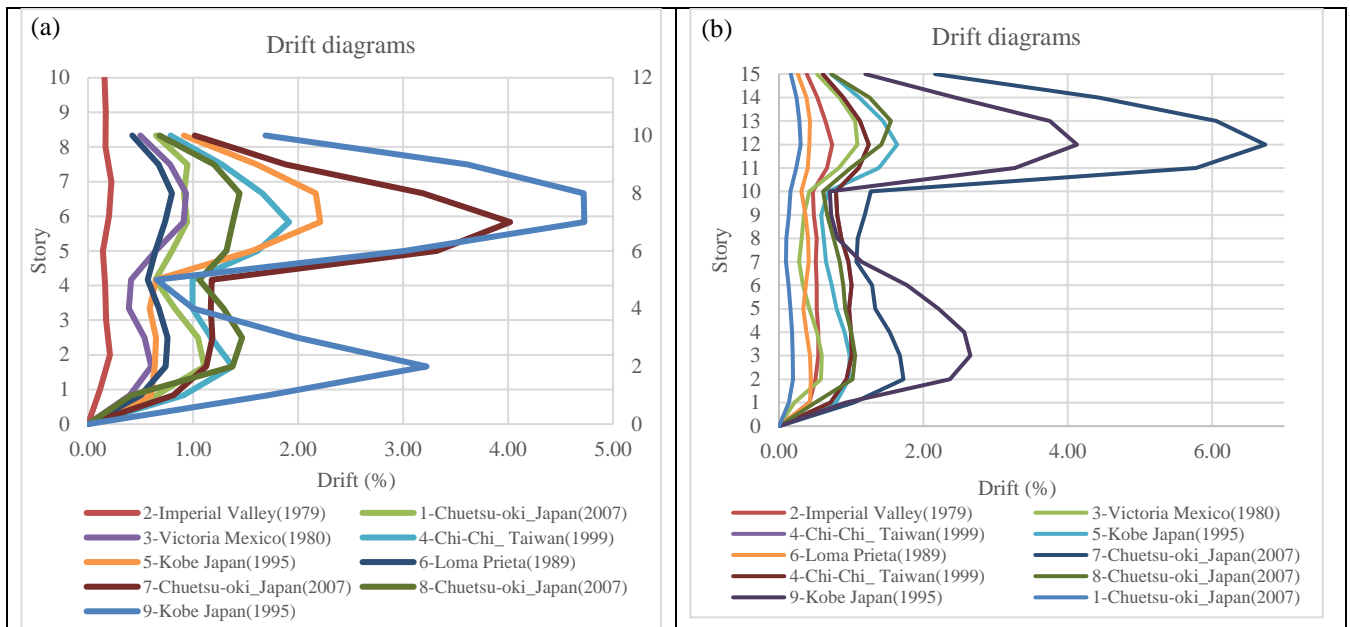 (a)
Drift diagrams
10
9
8
7
6
5
4
3
2
1
0
12
10
8
6
4
2
0
Story
0.00 1.00 2.00 3.00 4.00 5.00
Drift (%)
2-Imperial Valley(1979) 1-Chuetsu-oki_Japan(2007)
3-Victoria Mexico(1980) 4-Chi-Chi_ Taiwan(1999)
5-Kobe Japan(1995) 6-Loma Prieta(1989)
7-Chuetsu-oki_Japan(2007) 8-Chuetsu-oki_Japan(2007)
9-Kobe Japan(1995)
(b)
Drift diagrams
15
14
13
12
11
10
9
8
7
6
5
4
3
2
1
0
Story
0.00 2.00 4.00 6.00
Drift (%)
2-Imperial Valley(1979) 3-Victoria Mexico(1980)
4-Chi-Chi_ Taiwan(1999) 5-Kobe Japan(1995)
6-Loma Prieta(1989) 7-Chuetsu-oki_Japan(2007)
4-Chi-Chi_ Taiwan(1999) 8-Chuetsu-oki_Japan(2007)
9-Kobe Japan(1995) 1-Chuetsu-oki_Japan(2007)